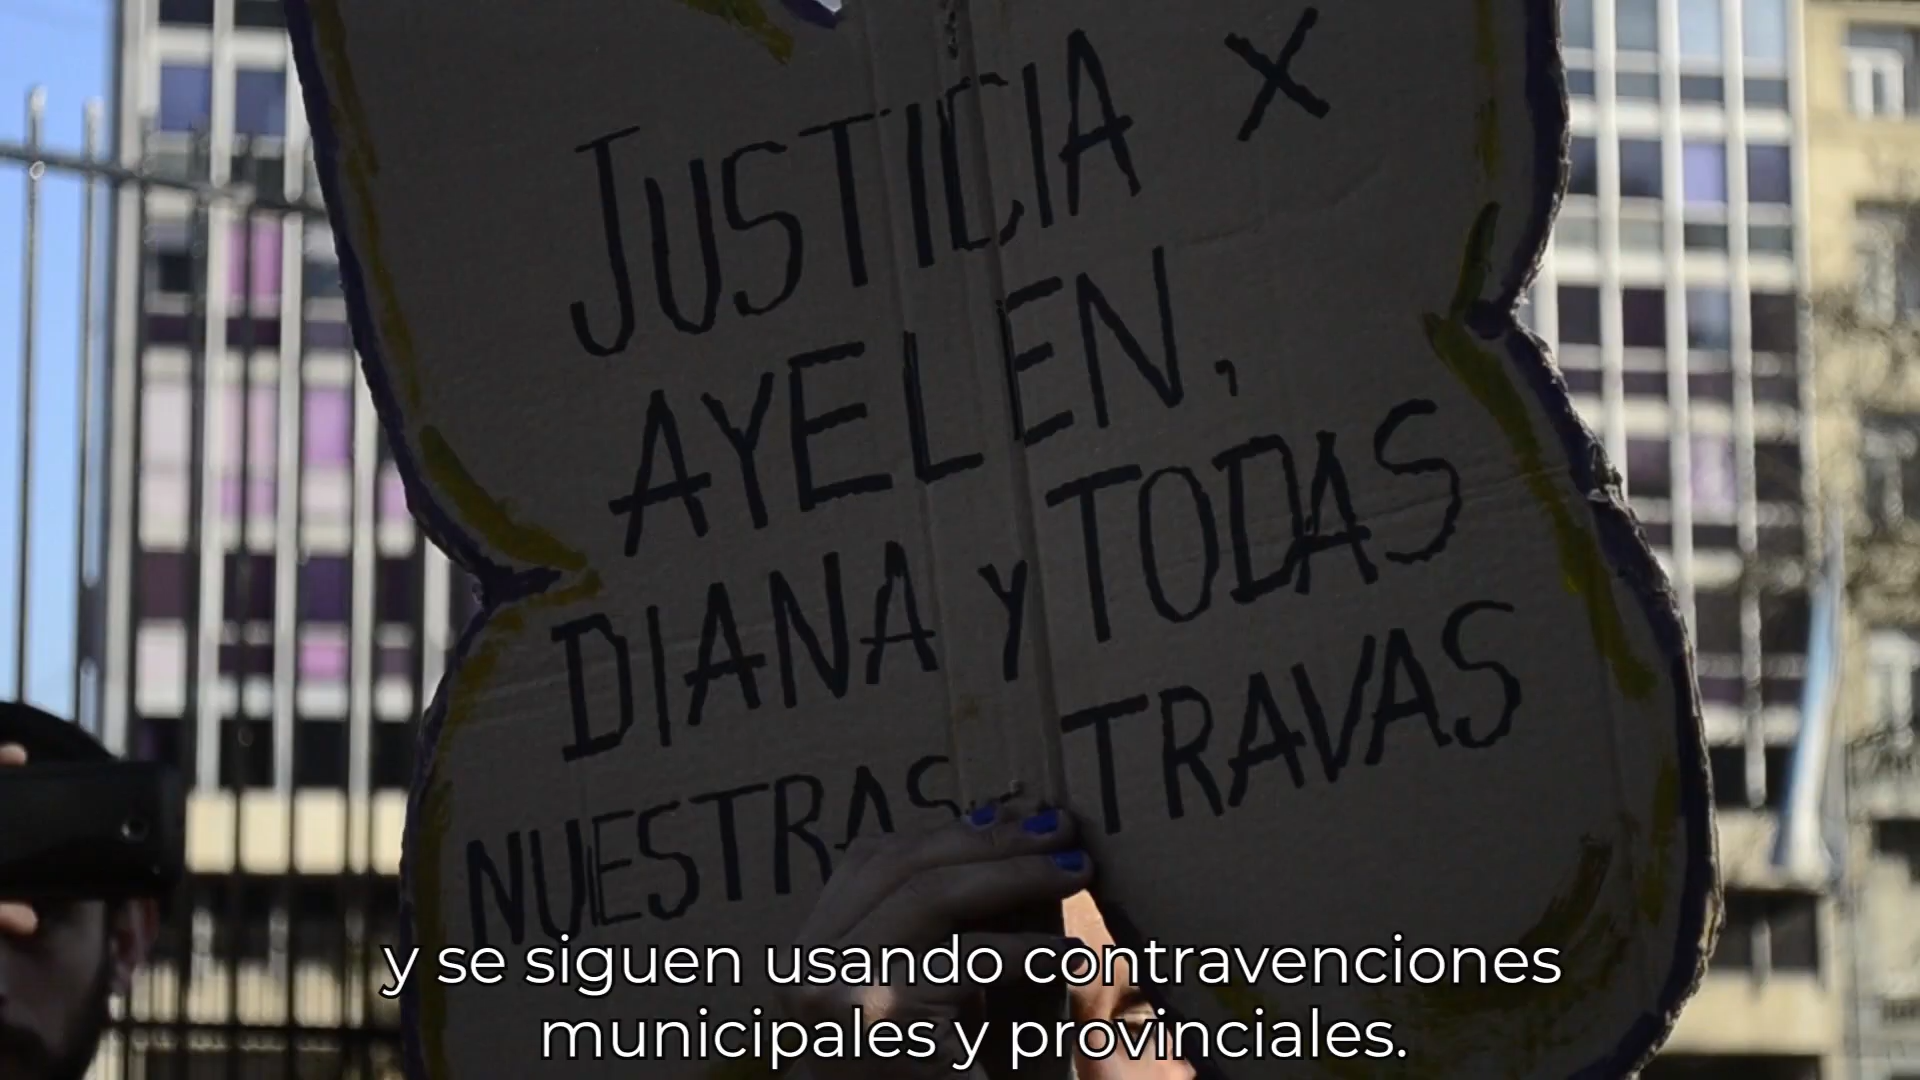 JUSTICIA X
AYELEN,
DIANA Y TODAS
NUESTRAS TRAVAS
y se siguen usando contravenciones
municipales y provinciales.